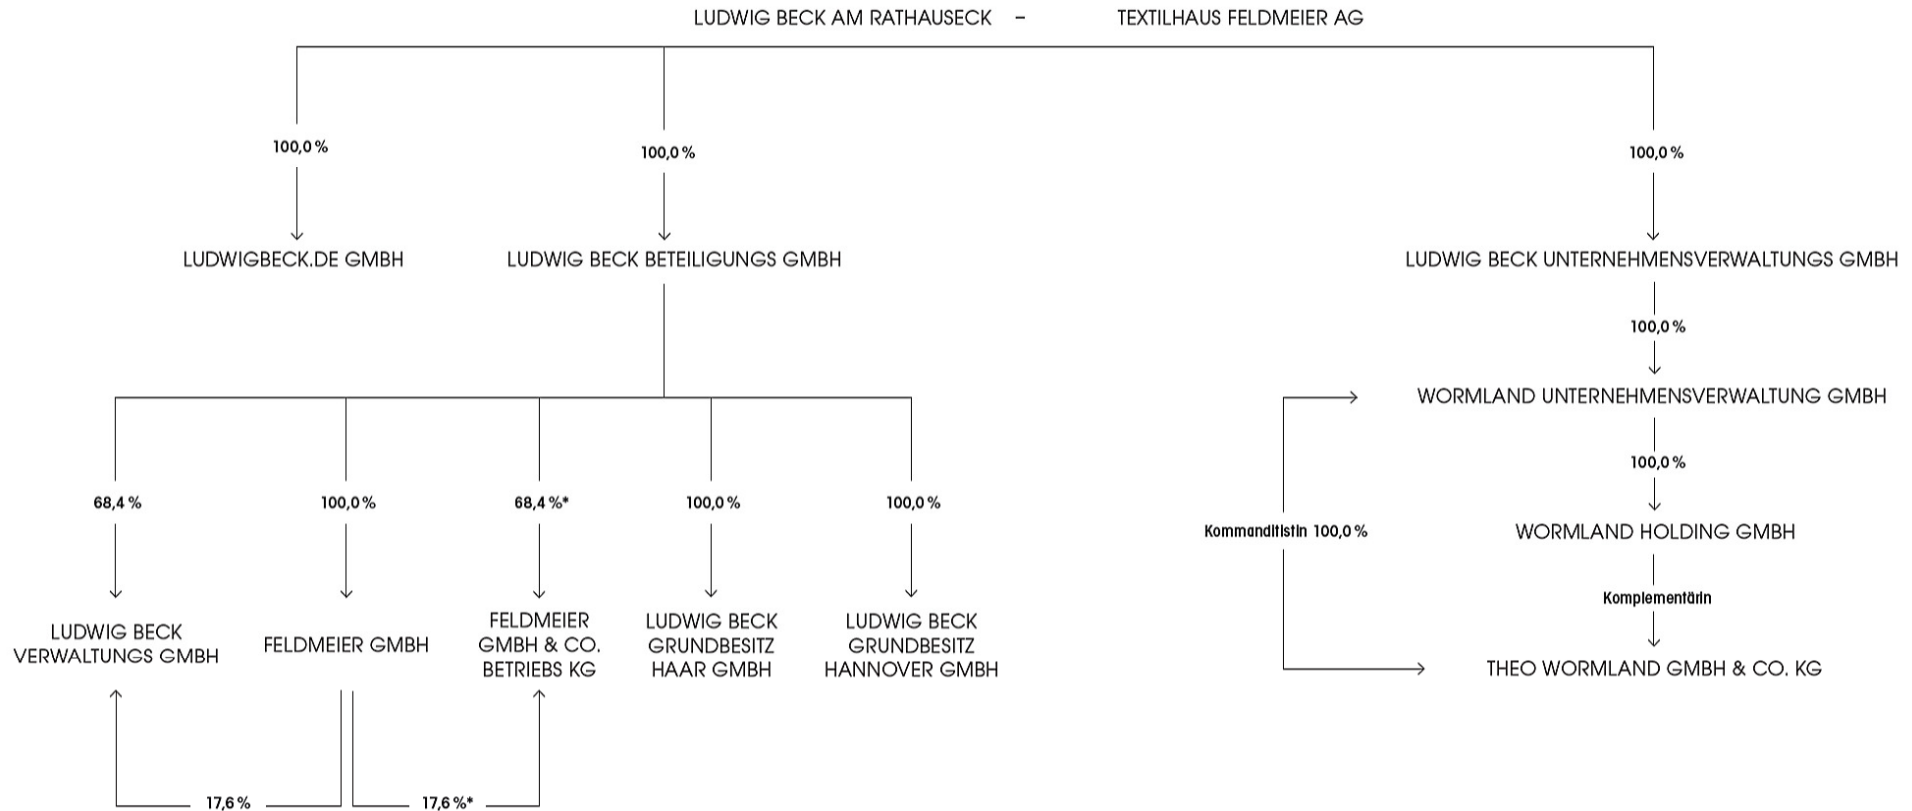 LUDWIG BECK AM RATHAUSECK – TEXTILHAUS FELDMEIER AG
100,0 %
100,0 %
100,0 %
LUDWIGBECK.DE GMBH
LUDWIG BECK BETEILIGUNGS GMBH
LUDWIG BECK UNTERNEHMENSVERWALTUNGS GMBH
100,0 %
WORMLAND UNTERNEHMENSVERWALTUNG GMBH
100,0 %
68,4 %
100,0 %
68,4 %*
100,0 %
100,0 %
Kommanditistin 100,0 %
WORMLAND HOLDING GMBH
Komplementärin
LUDWIG BECK
VERWALTUNGS GMBH
FELDMEIER GMBH
FELDMEIER
GMBH & CO.
BETRIEBS KG
LUDWIG BECK
GRUNDBESITZ
HAAR GMBH
LUDWIG BECK
GRUNDBESITZ
HANNOVER GMBH
THEO WORMLAND GMBH & CO. KG
17,6 %
17,6 %*